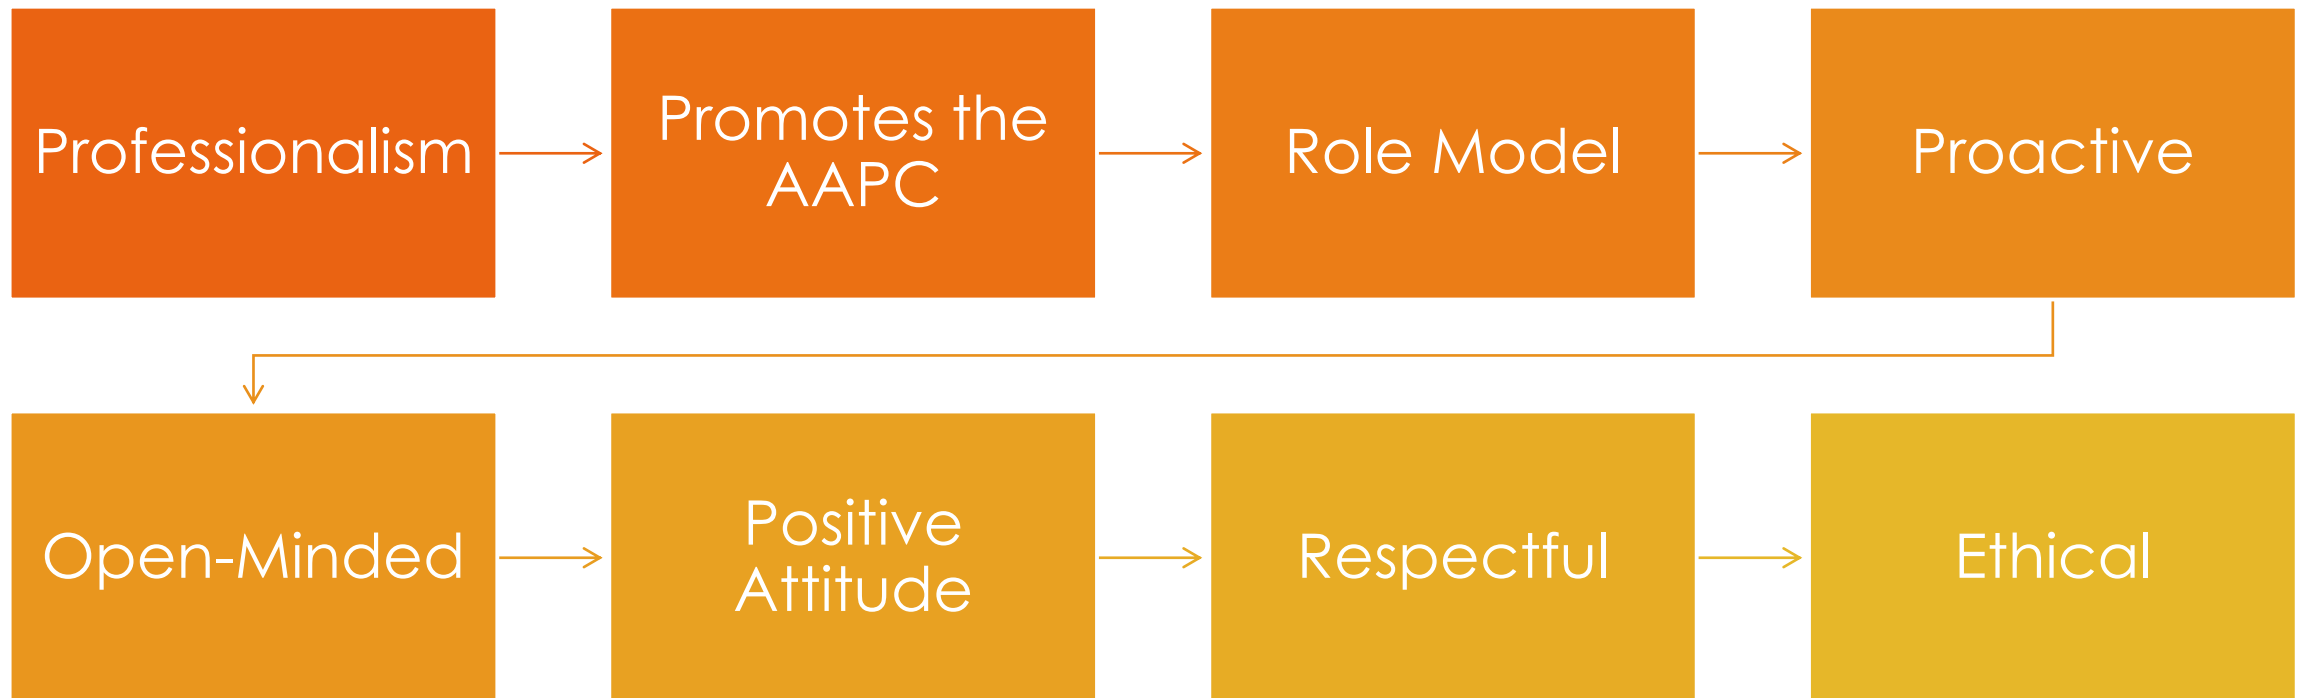 Professionalism
Promotes the
AAPC
Role Model
Proactive
Open-Minded
Positive
Attitude
Respectful
Ethical